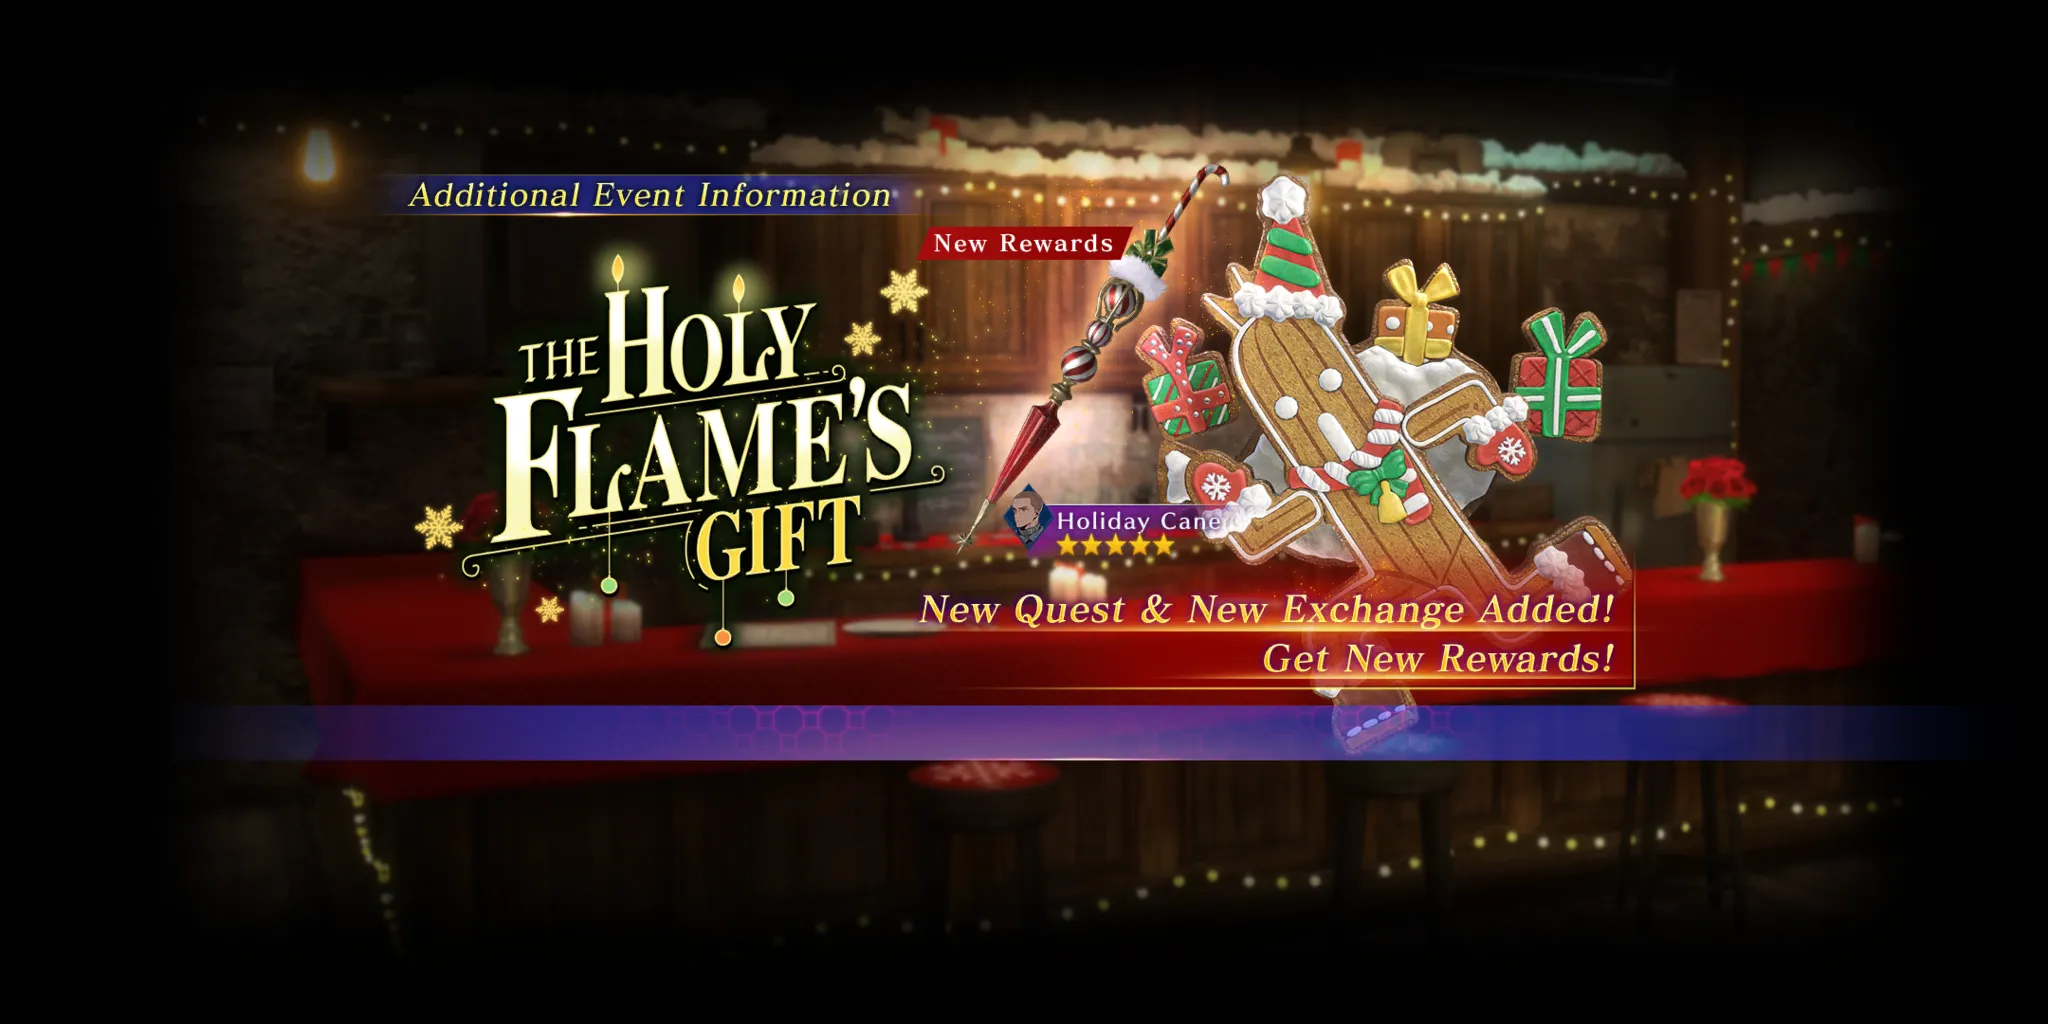 Additional Event Information
New Rewards
THE HOLY
FLAME'S
GIFT
Holiday Cane
New Quest & New Exchange Added!
Get New Rewards!